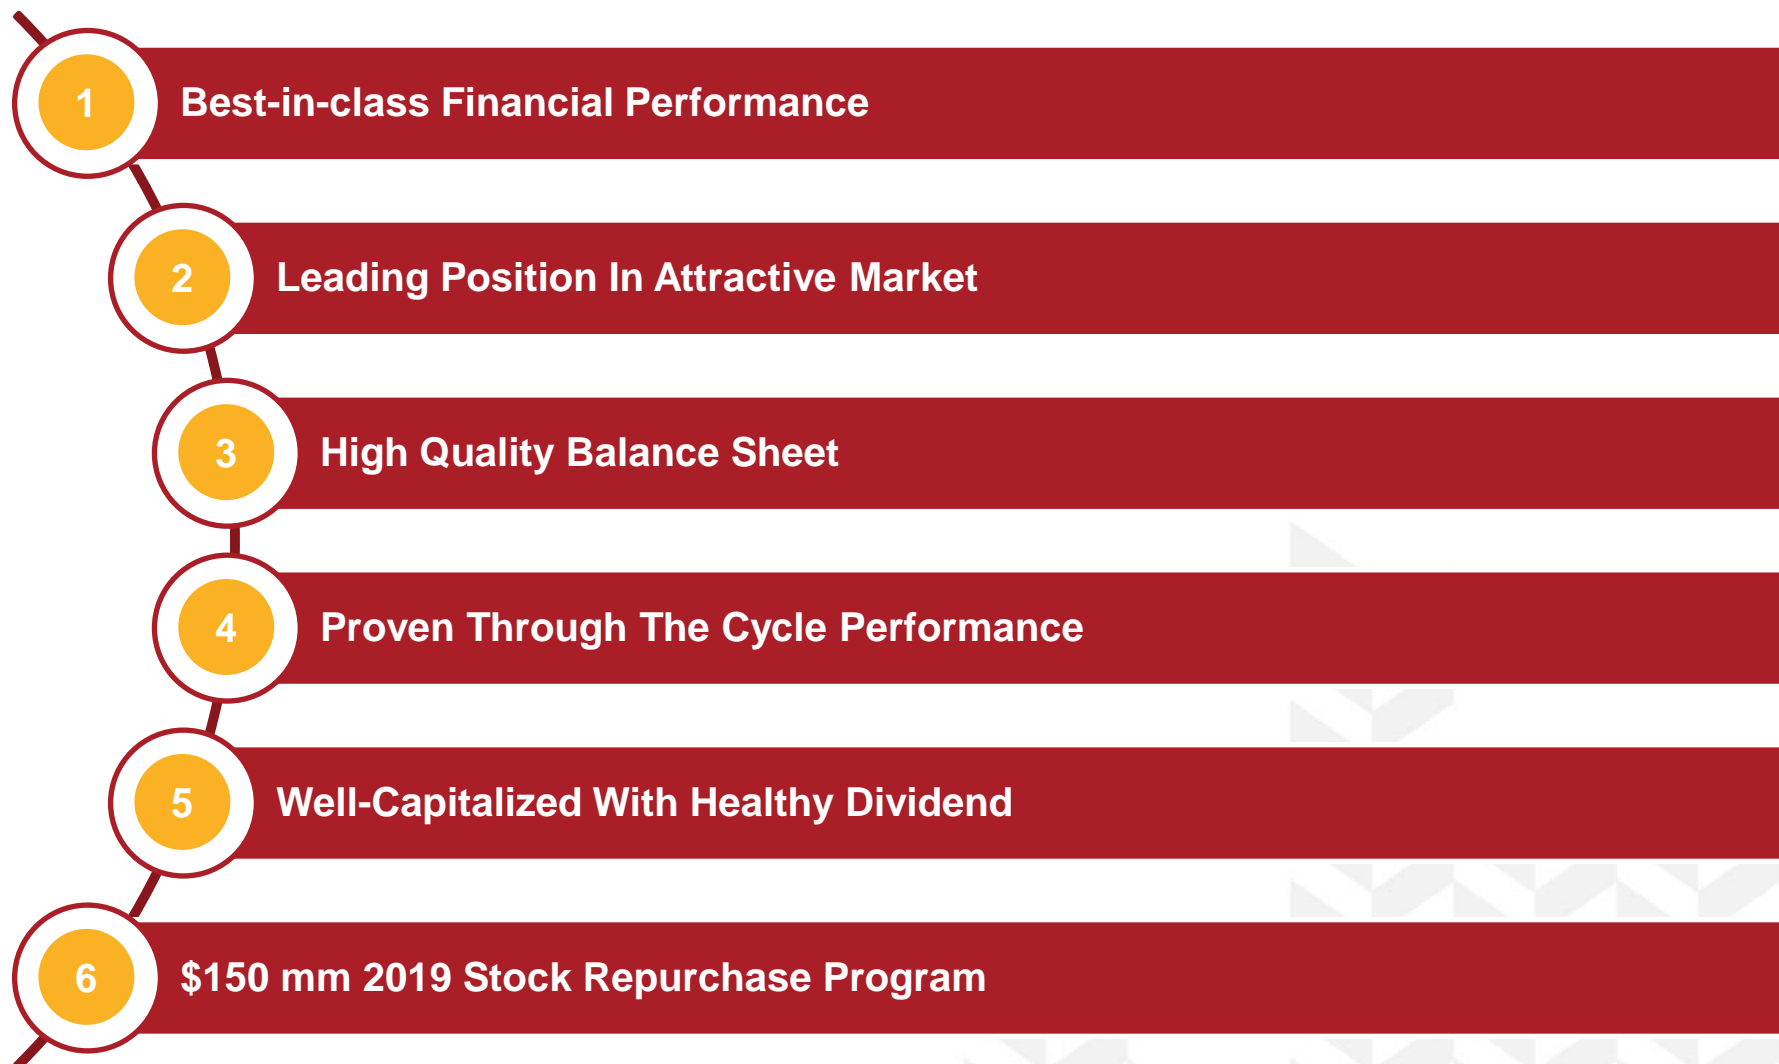 1
Best-in-class Financial Performance
2
Leading Position In Attractive Market
3
High Quality Balance Sheet
4
Proven Through The Cycle Performance
5
Well-Capitalized With Healthy Dividend
6
$150 mm 2019 Stock Repurchase Program